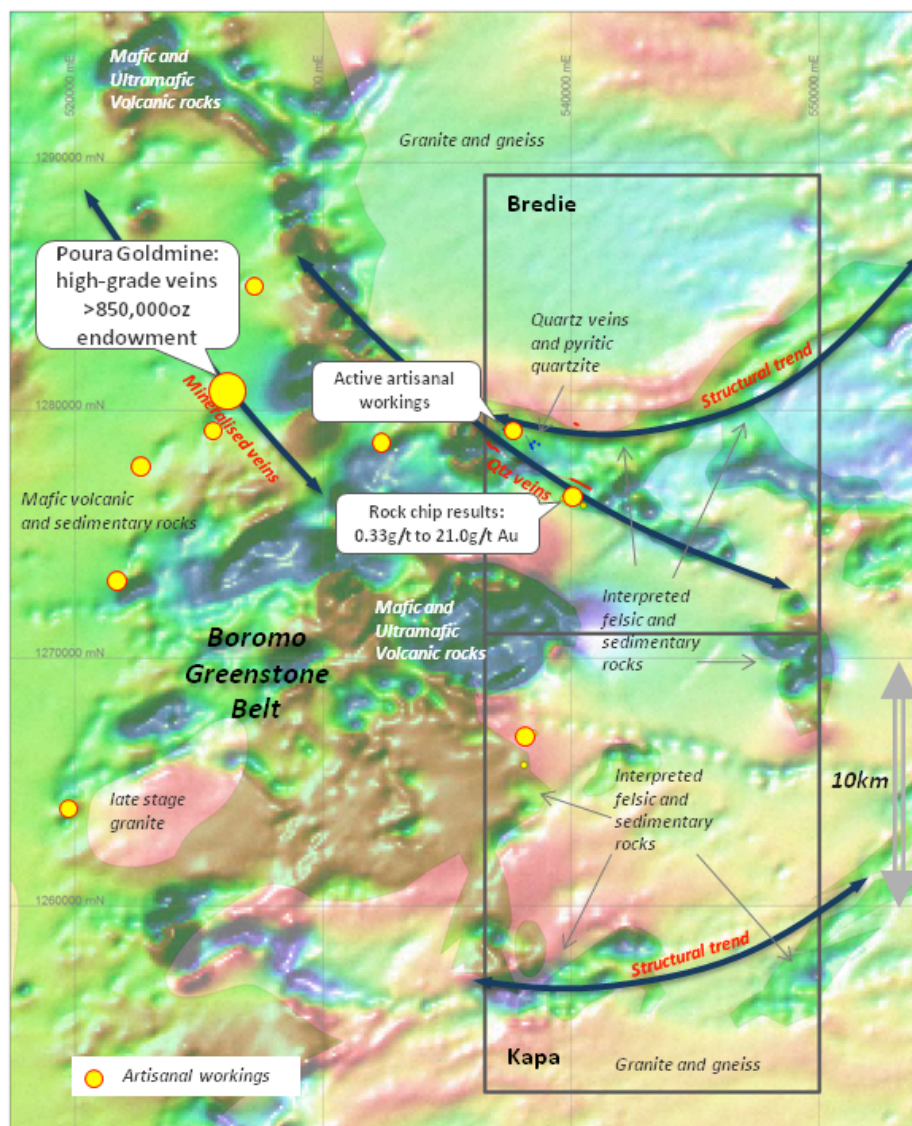 Mafic and
Ultramafic
Volcanic rocks
520000 mE
540000 mE
550000 mE
Granite and gneiss
1290000 mN
Bredie
Poura Goldmine:
high-grade veins
>850,000oz
endowment
Quartz veins
and pyritic
quartzite
Structural trend
Active artisanal
workings
1280000 mN
Mineralised veins
Qtz veins
Mafic volcanic
and sedimentary rocks
Rock chip results:
0.33g/t to 21.0g/t Au
Mafic and
Ultramafic
Volcanic rocks
Interpreted
felsic and
sedimentary
rocks
Boromo
Greenstone
Belt
1270000 mN
10km
late stage
granite
Interpreted
felsic and
sedimentary
rocks
1260000 mN
Structural trend
Kapa
Granite and gneiss
Artisanal workings